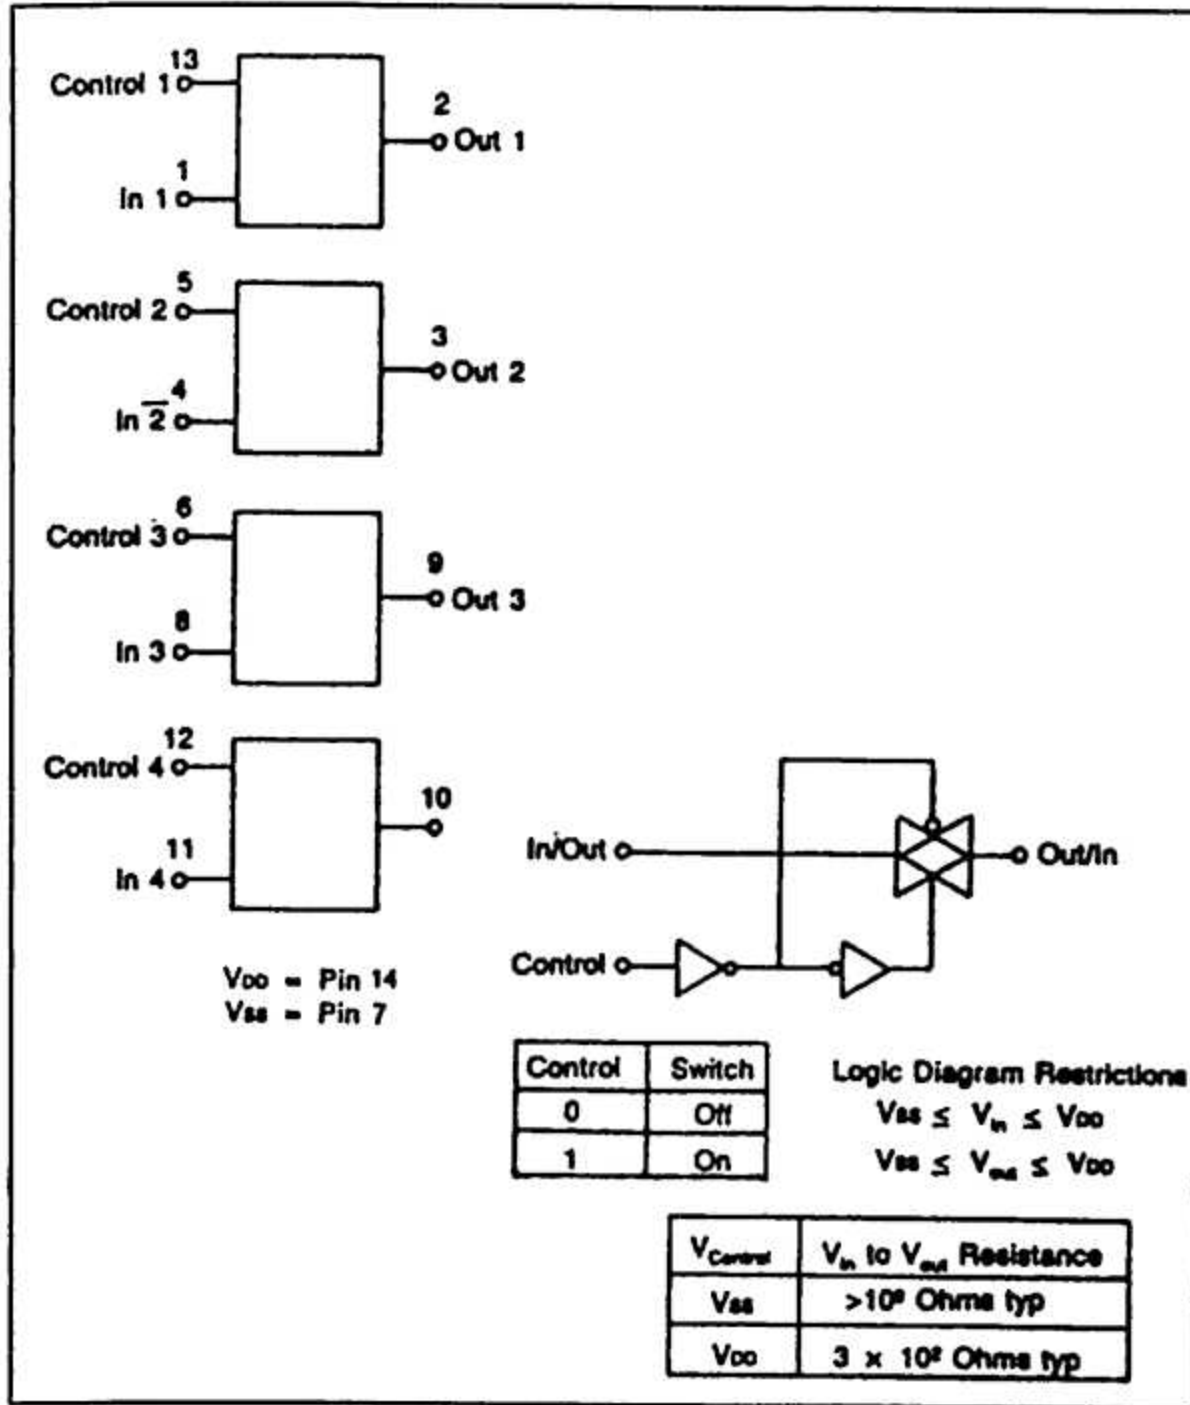 13
Control 1
2
Out 1
1
In 1
5
Control 2
3
Out 2
4
In 2
6
Control 3
9
Out 3
8
In 3
12
Control 4
10
11
In 4
In/Out
Out/In
Control
VDD = Pin 14
VSS = Pin 7
Control Switch
0 Off
1 On
Logic Diagram Restrictions
VSS ≤ Vin ≤ VDD
VSS ≤ Vout ≤ VDD
VControl Vin to Vout Resistance
VSS >10⁹ Ohms typ
VDD 3 × 10² Ohms typ